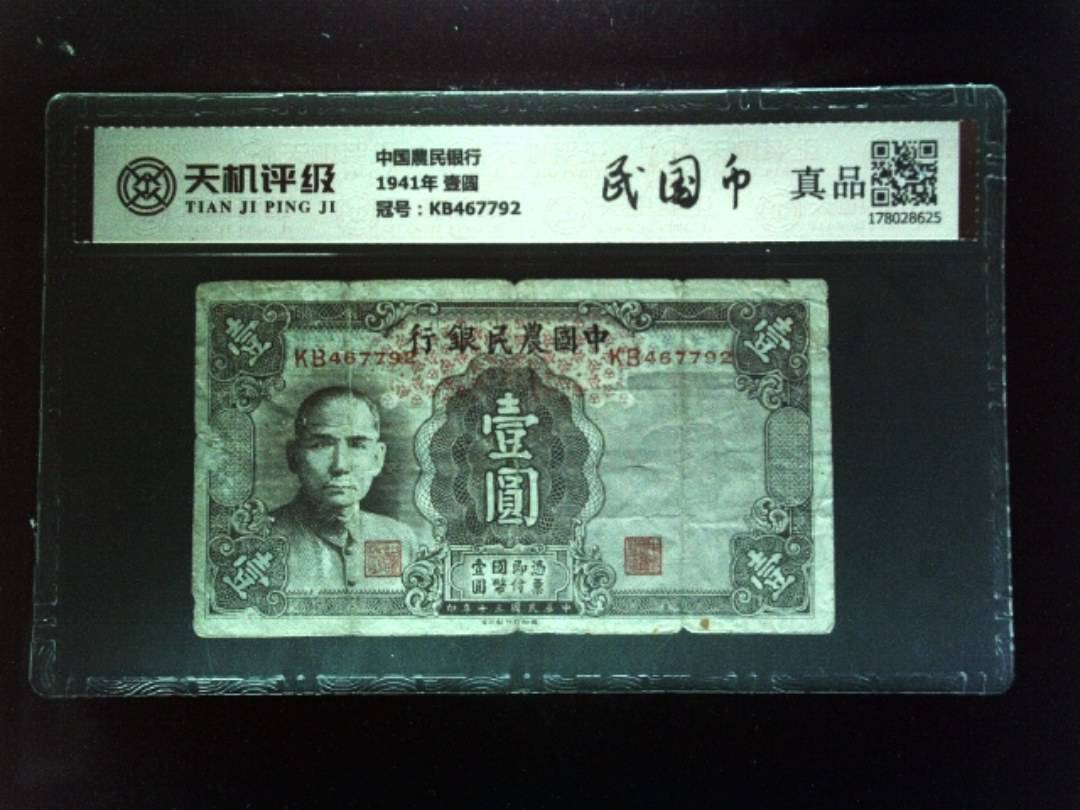 天机评级
TIAN JI PING JI
中国農民银行
1941年 壹圆
冠号：KB467792
民国币
真品
178028625
行銀民農國中
KB467792
KB467792
壹
壹
壹圓
憑票即付國幣壹圓
印年十三國民華中
壹
壹